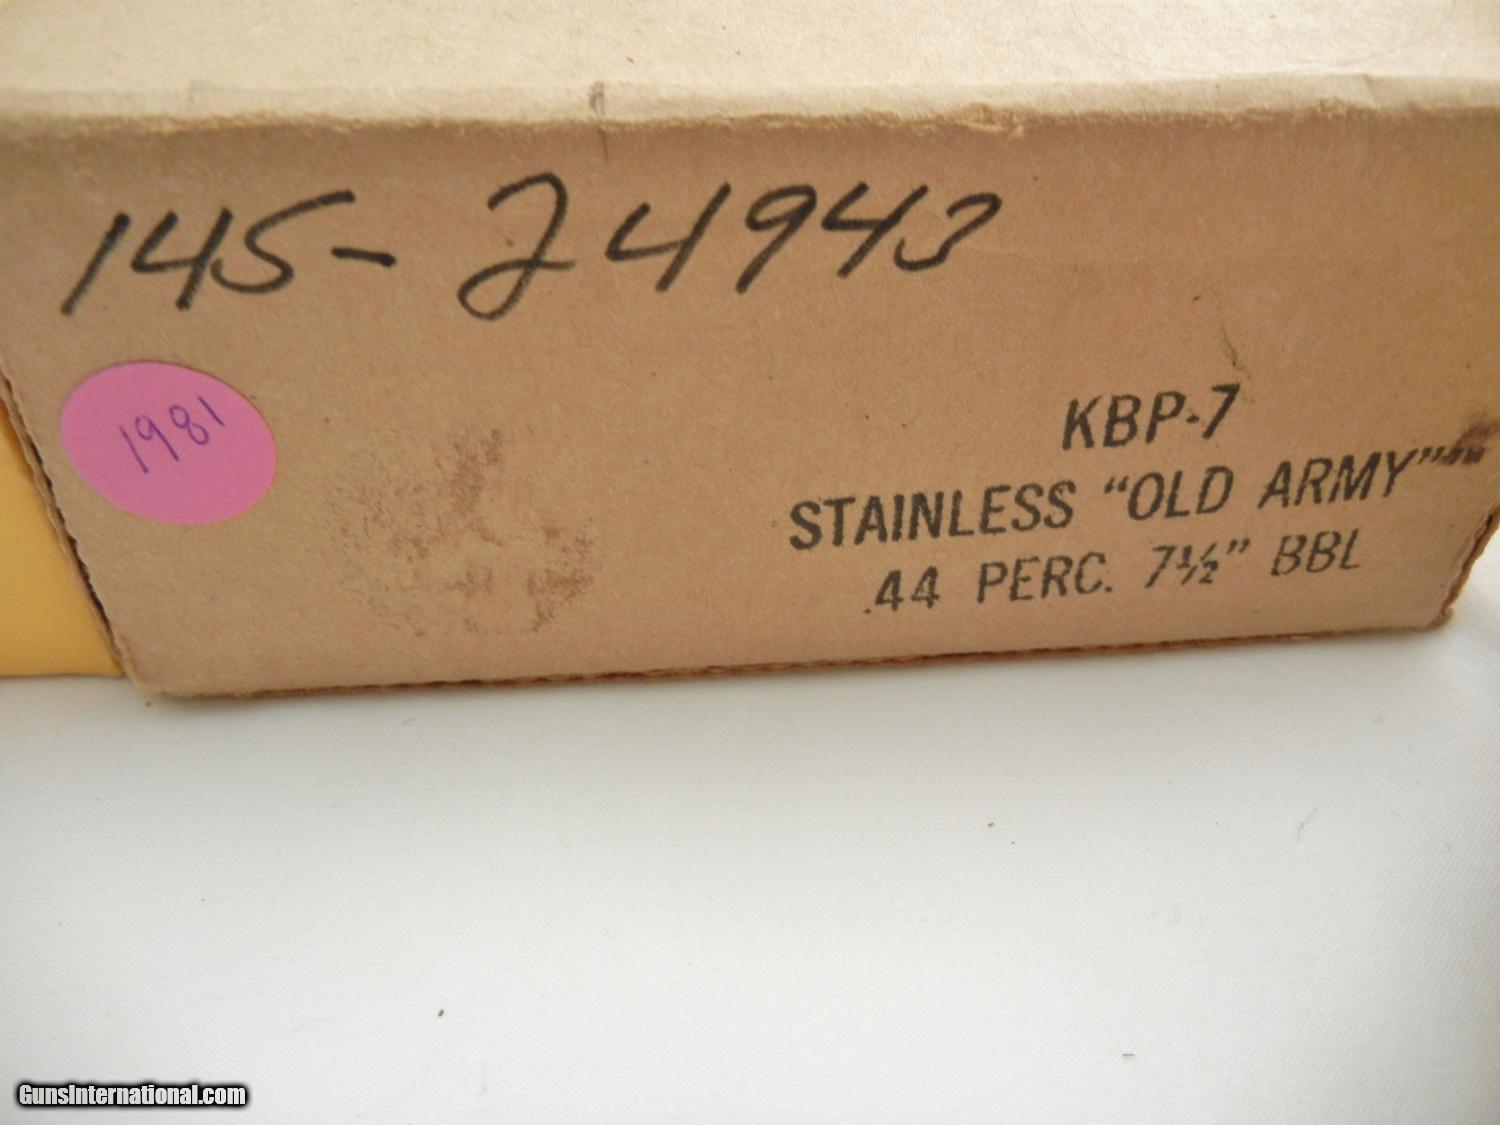 145-24943
1981
KBP-7
STAINLESS "OLD ARMY"
.44 PERC. 7½" BBL
GunsInternational.com